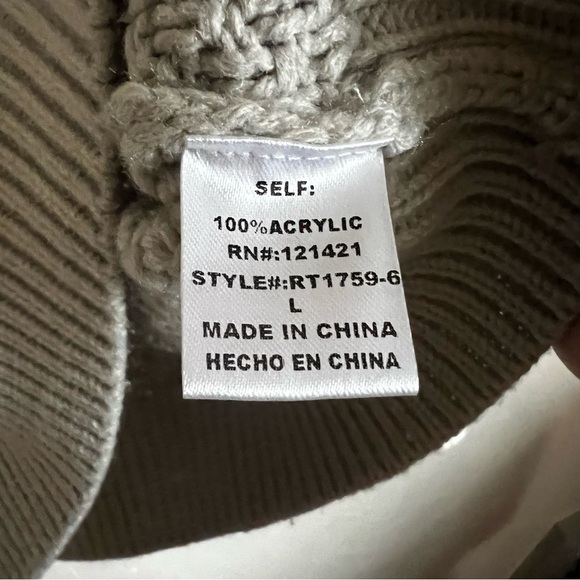 SELF:
100%ACRYLIC
RN#:121421
STYLE#:RT1759-6
L
MADE IN CHINA
HECHO EN CHINA